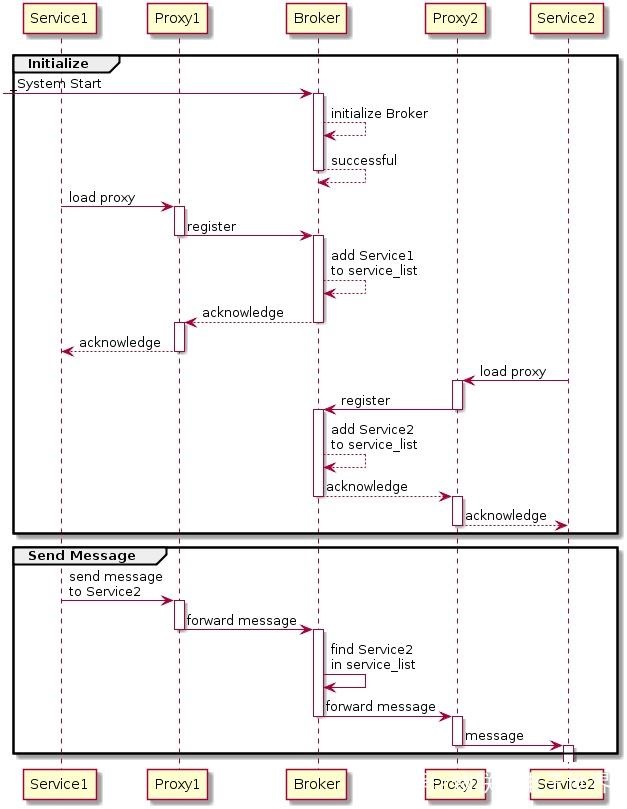 Service1 Proxy1 Broker Proxy2 Service2
Initialize
System Start
initialize Broker
successful
load proxy
register
add Service1
to service_list
acknowledge
acknowledge
load proxy
register
add Service2
to service_list
acknowledge
acknowledge
Send Message
send message
to Service2
forward message
find Service2
in service_list
forward message
message
Service1 Proxy1 Broker Proxy2 Service2